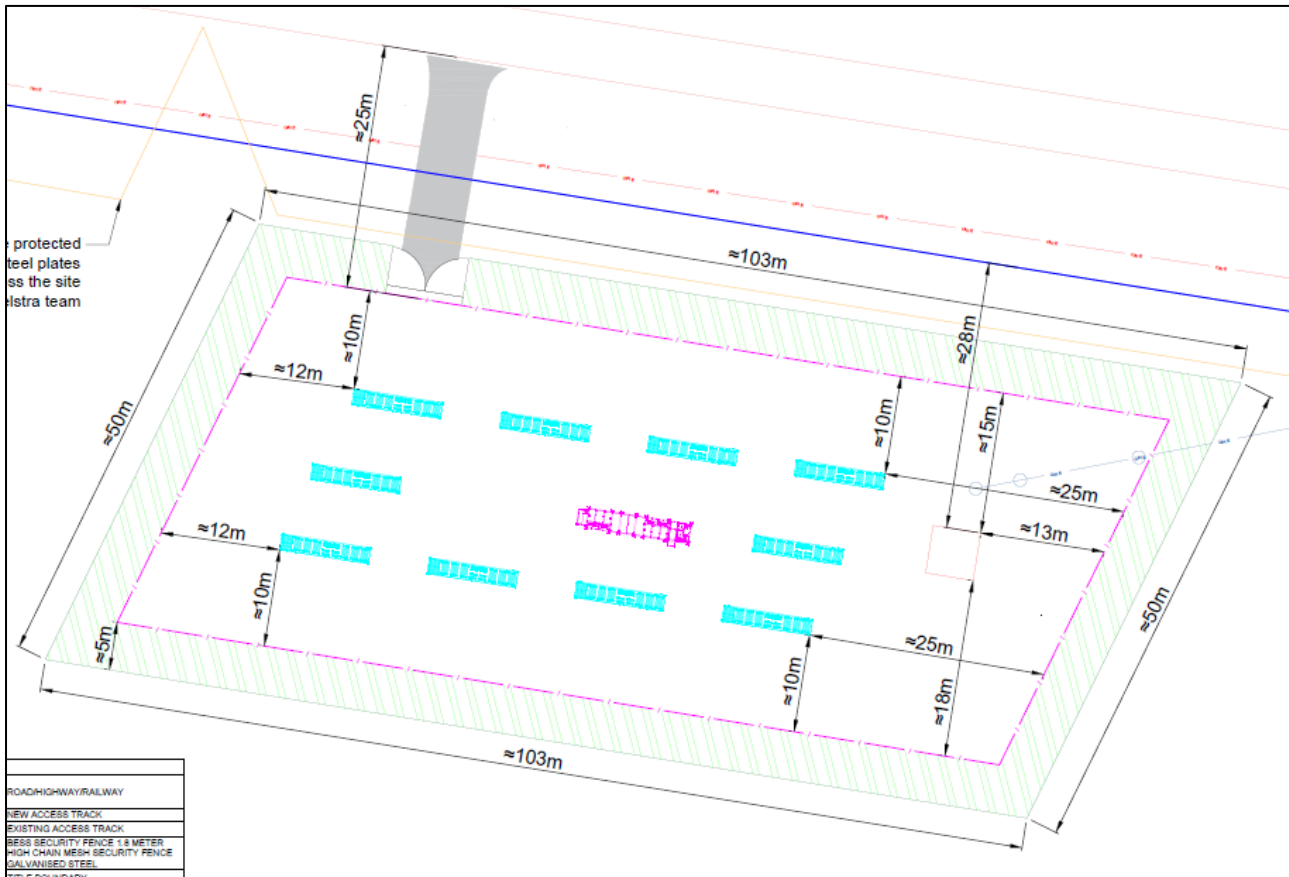 ≈25m
e protected
teel plates
ss the site
elstra team
≈103m
≈28m
≈10m
≈12m
≈50m
≈10m
≈15m
≈25m
≈12m
≈13m
≈10m
≈50m
≈5m
≈25m
≈10m
≈18m
≈103m
ROAD/HIGHWAY/RAILWAY
NEW ACCESS TRACK
EXISTING ACCESS TRACK
BESS SECURITY FENCE 1.8 METER
HIGH CHAIN MESH SECURITY FENCE
GALVANISED STEEL
TITLE BOUNDARY